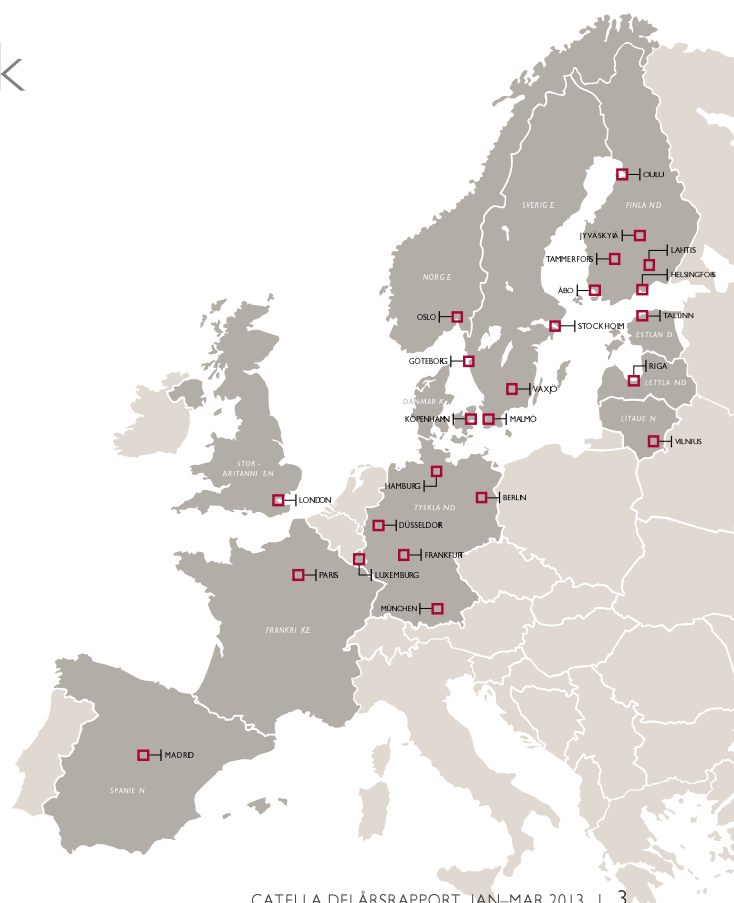 k
OULU
SVERIGE
FINLAND
JYVÄSKYLÄ
LAHTIS
TAMMERFORS
HELSINGFORS
NORGE
ÅBO
OSLO
TALLINN
STOCKHOLM
ESTLAND
GÖTEBORG
RIGA
LETTLAND
VÄXJÖ
DANMARK
KÖPENHAMN
MALMÖ
LITAUEN
VILNIUS
STOR-
BRITANNIEN
HAMBURG
LONDON
BERLIN
TYSKLAND
DÜSSELDORF
FRANKFURT
PARIS
LUXEMBURG
MÜNCHEN
FRANKRIKE
MADRID
SPANIEN
CATELLA DELÅRSRAPPORT JAN–MAR 2013 | 3